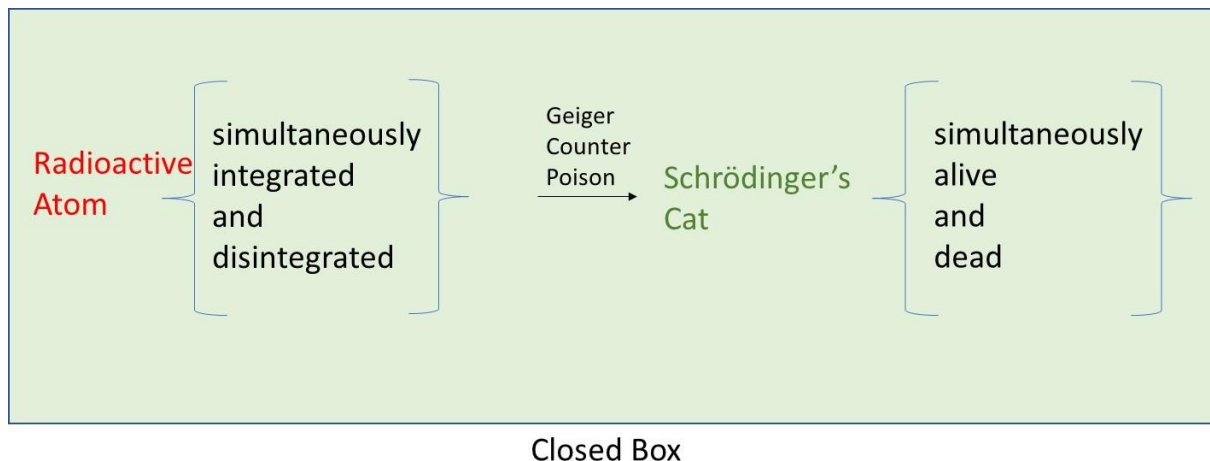 Radioactive
Atom
simultaneously
integrated
and
disintegrated
Geiger
Counter
Poison
Schrödinger’s
Cat
simultaneously
alive
and
dead
Closed Box